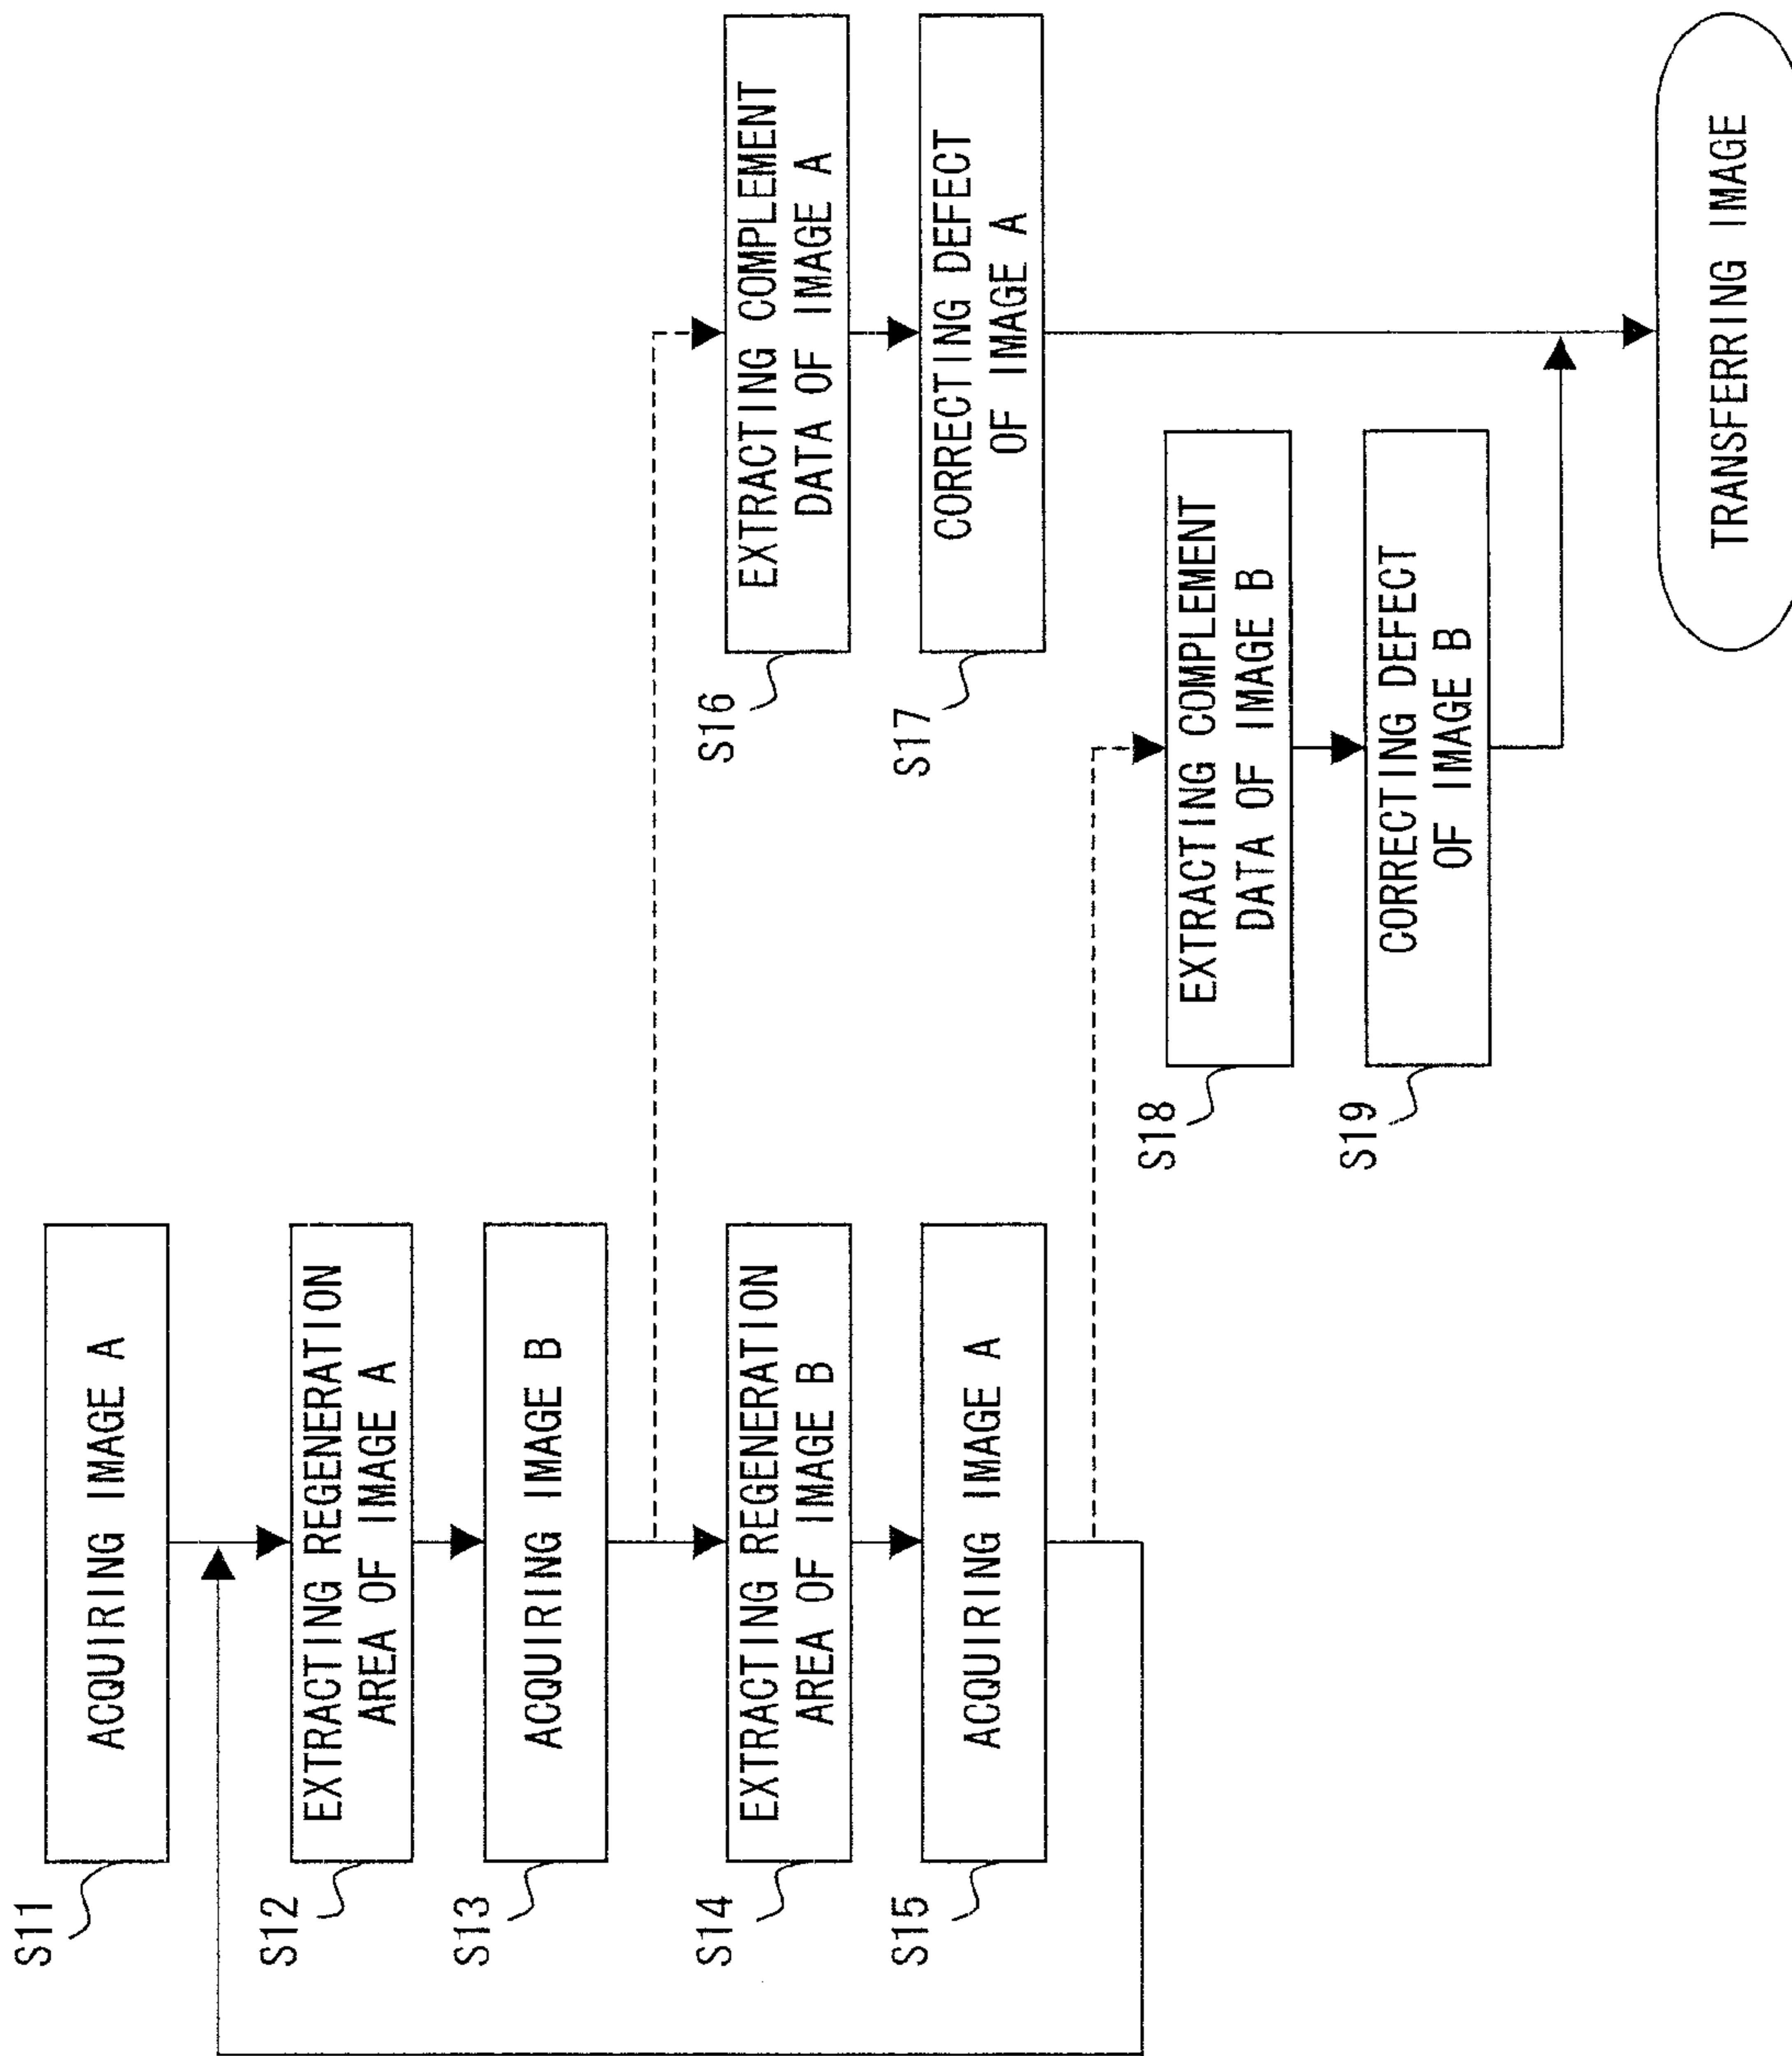 S11
ACQUIRING IMAGE A
S12
EXTRACTING REGENERATION
AREA OF IMAGE A
S13
ACQUIRING IMAGE B
S14
EXTRACTING REGENERATION
AREA OF IMAGE B
S15
ACQUIRING IMAGE A
S16
EXTRACTING COMPLEMENT
DATA OF IMAGE A
S17
CORRECTING DEFECT
OF IMAGE A
S18
EXTRACTING COMPLEMENT
DATA OF IMAGE B
S19
CORRECTING DEFECT
OF IMAGE B
TRANSFERRING IMAGE